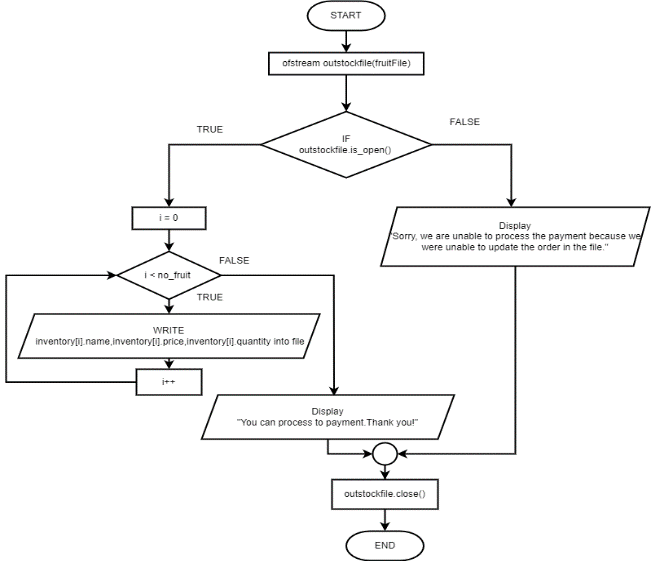 START
ofstream outstockfile(fruitFile)
IF
outstockfile.is_open()
TRUE
FALSE
i = 0
Display
"Sorry, we are unable to process the payment because we
were unable to update the order in the file."
i < no_fruit
FALSE
TRUE
WRITE
inventory[i].name,inventory[i].price,inventory[i].quantity into file
i++
Display
"You can process to payment.Thank you!"
outstockfile.close()
END